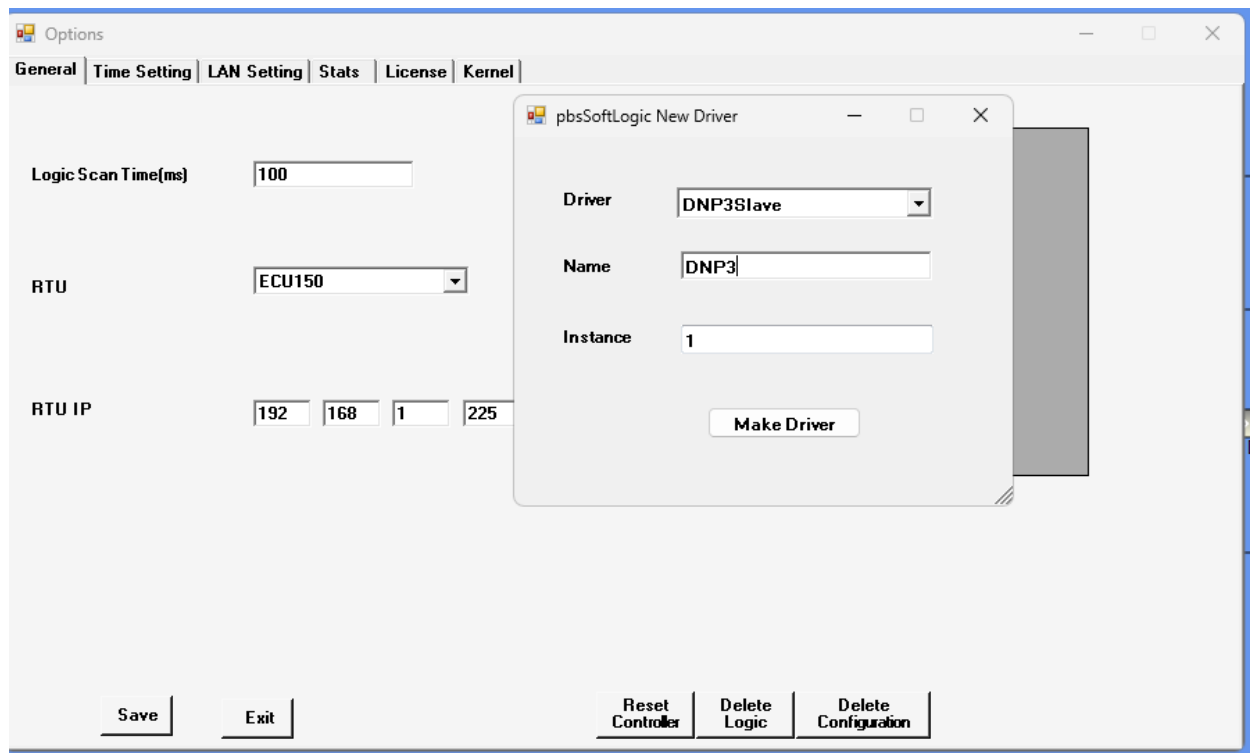 Options
General Time Setting LAN Setting Stats License Kernel
pbsSoftLogic New Driver
Logic Scan Time(ms) 100
Driver DNP3Slave
Name DNP3
RTU ECU150
Instance 1
RTU IP 192 168 1 225
Make Driver
Save Exit
Reset Controller
Delete Logic
Delete Configuration